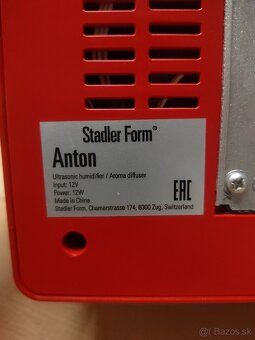 Stadler Form®
Anton
Ultrasonic humidifier / Aroma diffuser
Input: 12V
Power: 12W
Made in China
Stadler Form, Chamerstrasse 174, 6300 Zug, Switzerland
EAC
Bazos.sk